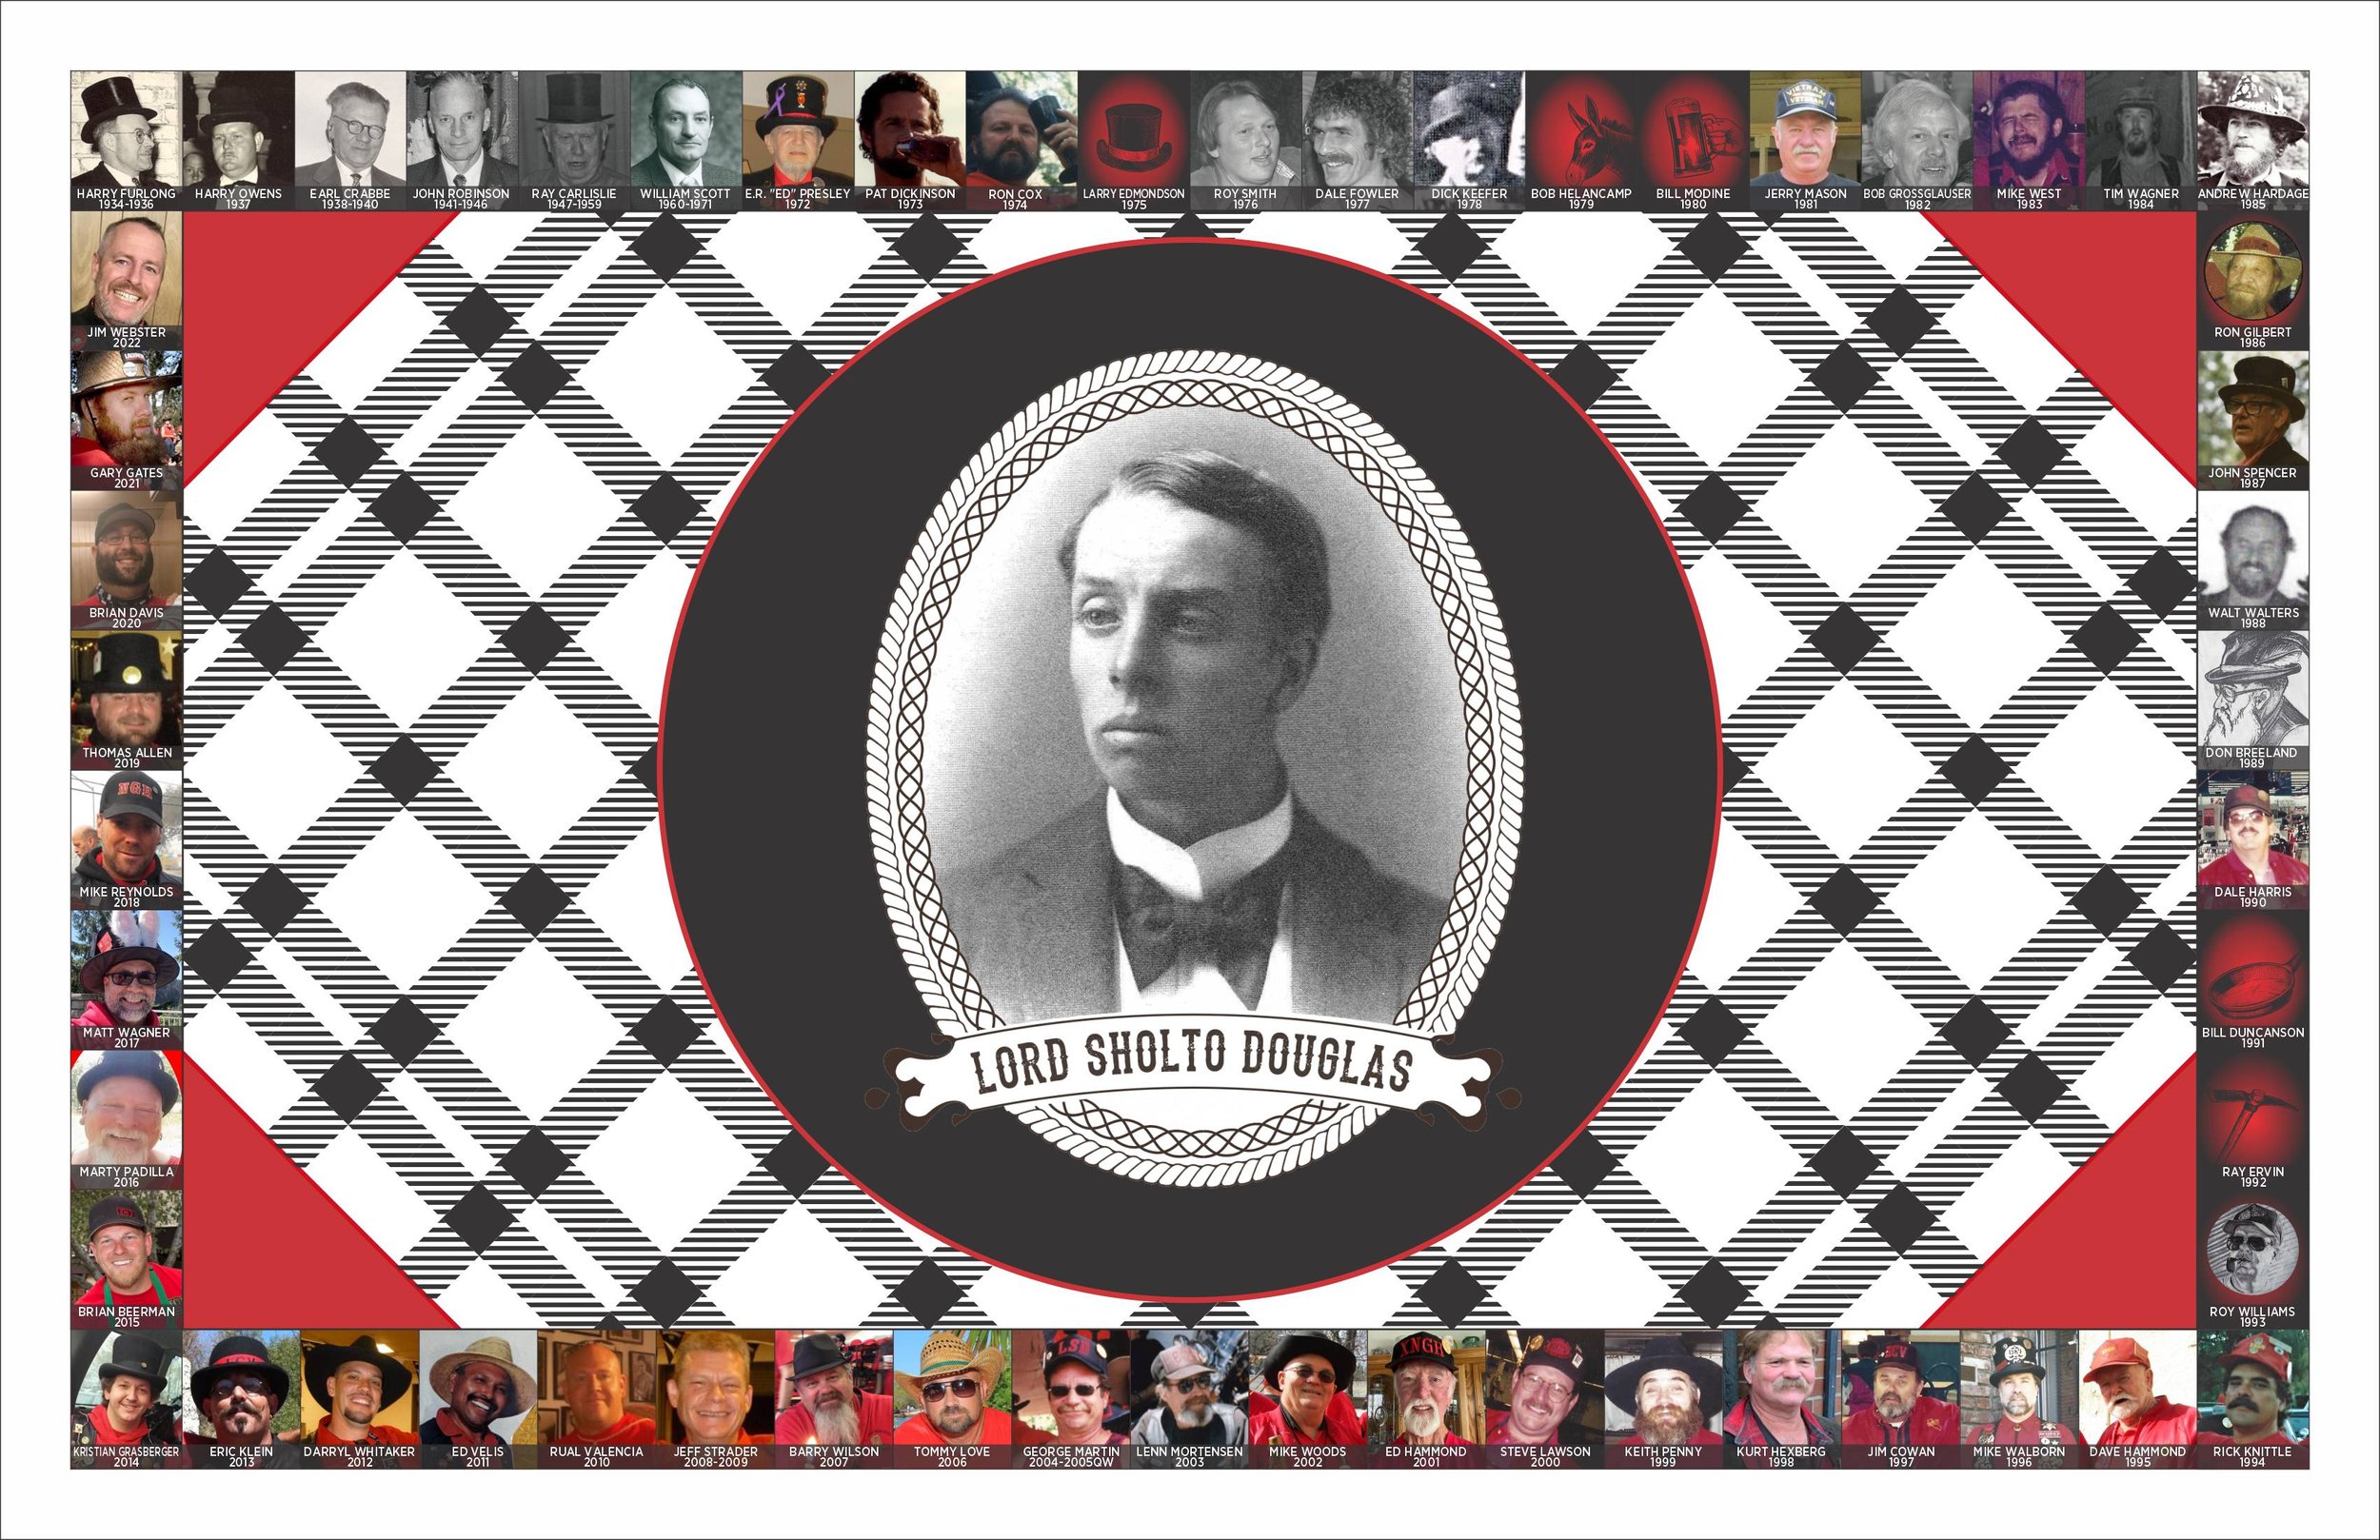 HARRY FURLONG
1934-1936
HARRY OWENS
1937
EARL CRABBE
1938-1940
JOHN ROBINSON
1941-1946
RAY CARLISLIE
1947-1959
WILLIAM SCOTT
1960-1971
E.R. "ED" PRESLEY
1972
PAT DICKINSON
1973
RON COX
1974
LARRY EDMONDSON
1975
ROY SMITH
1976
DALE FOWLER
1977
DICK KEEFER
1978
BOB HELANCAMP
1979
BILL MODINE
1980
VIETNAM
VETERAN
JERRY MASON
1981
BOB GROSSGLAUSER
1982
MIKE WEST
1983
TIM WAGNER
1984
ANDREW HARDAGE
1985
RON GILBERT
1986
JOHN SPENCER
1987
WALT WALTERS
1988
DON BREELAND
1989
DALE HARRIS
1990
BILL DUNCANSON
1991
RAY ERVIN
1992
ROY WILLIAMS
1993
JIM WEBSTER
2022
GARY GATES
2021
BRIAN DAVIS
2020
THOMAS ALLEN
2019
NGH
MIKE REYNOLDS
2018
MATT WAGNER
2017
MARTY PADILLA
2016
BRIAN BEERMAN
2015
LORD SHOLTO DOUGLAS
KRISTIAN GRASBERGER
2014
ERIC KLEIN
2013
DARRYL WHITAKER
2012
ED VELIS
2011
RUAL VALENCIA
2010
JEFF STRADER
2008-2009
BARRY WILSON
2007
TOMMY LOVE
2006
LSD
GEORGE MARTIN
2004-2005QW
LENN MORTENSEN
2003
MIKE WOODS
2002
XNGH
ED HAMMOND
2001
STEVE LAWSON
2000
KEITH PENNY
1999
KURT HEXBERG
1998
ECV
JIM COWAN
1997
MIKE WALBORN
1996
DAVE HAMMOND
1995
RICK KNITTLE
1994